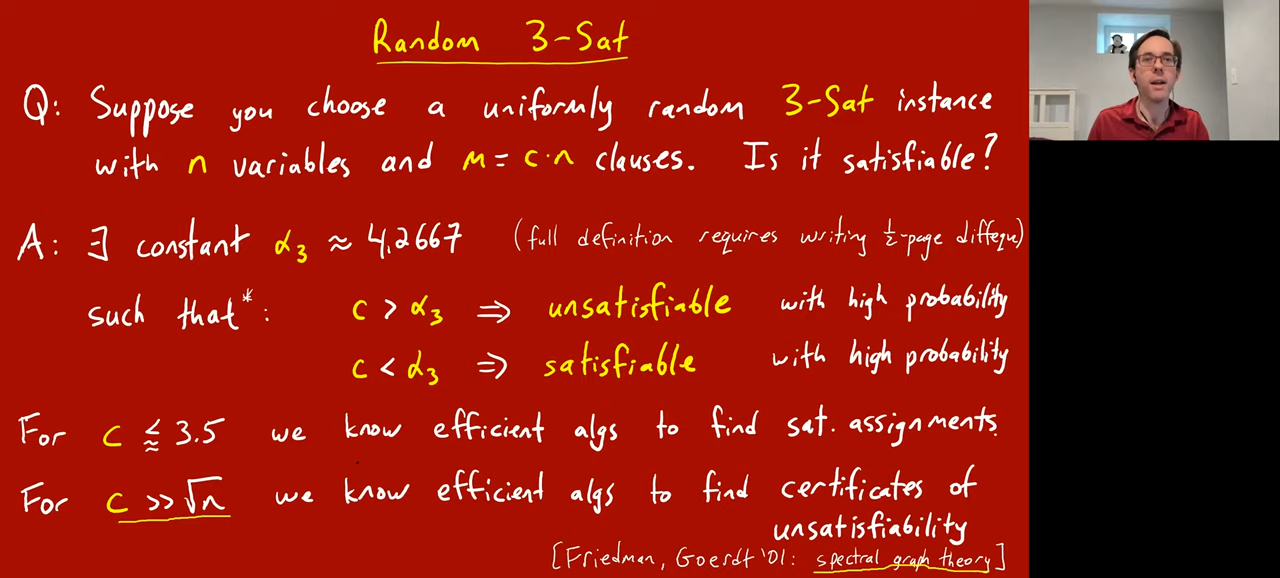 Random 3-Sat
Q: Suppose you choose a uniformly random 3-Sat instance
with n variables and m = c·n clauses. Is it satisfiable?
A: ∃ constant α₃ ≈ 4.2667 (full definition requires writing ½-page diffequ)
such that*: c > α₃ ⇒ unsatisfiable with high probability
c < α₃ ⇒ satisfiable with high probability
For c ⪅ 3.5 we know efficient algs to find sat. assignments.
For c >> √n we know efficient algs to find certificates of
unsatisfiability
[Friedman, Goerdt '01: spectral graph theory]